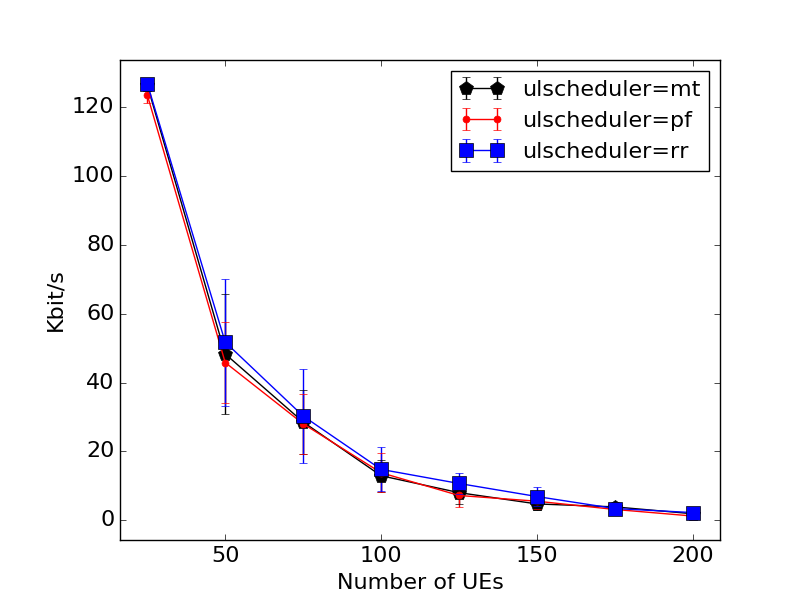 120
100
80
60
40
20
0
Kbit/s
ulscheduler=mt
ulscheduler=pf
ulscheduler=rr
50 100 150 200
Number of UEs